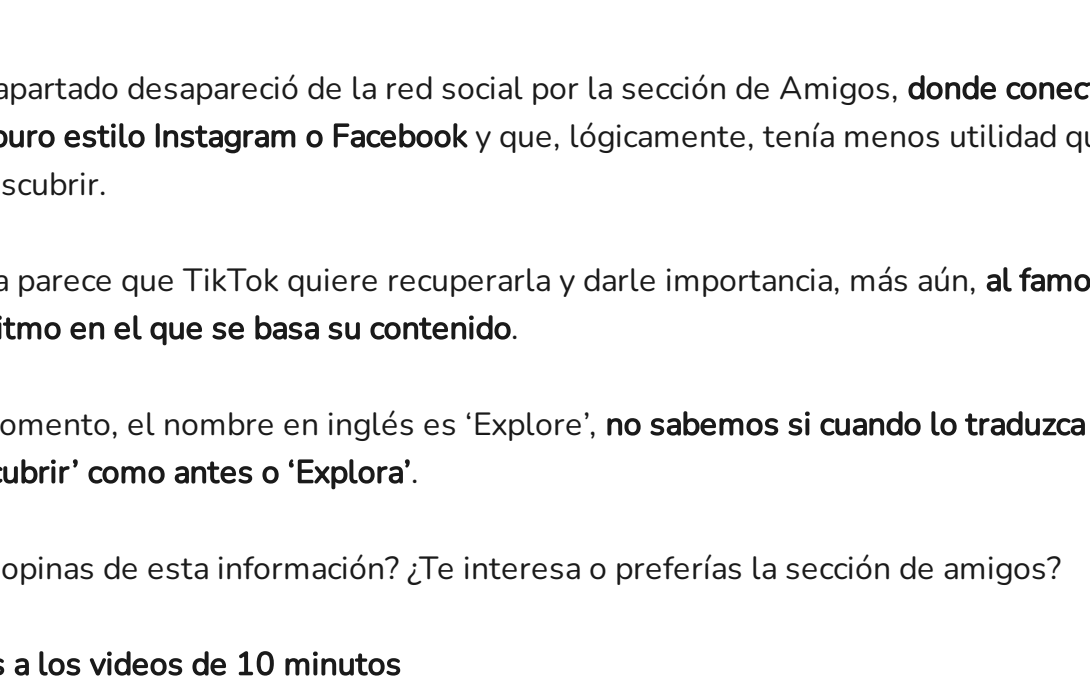 apartado desapareció de la red social por la sección de Amigos, donde conect
puro estilo Instagram o Facebook y que, lógicamente, tenía menos utilidad qu
scubrir.
a parece que TikTok quiere recuperarla y darle importancia, más aún, al famo
itmo en el que se basa su contenido.
omento, el nombre en inglés es ‘Explore’, no sabemos si cuando lo traduzca
cubrir’ como antes o ‘Explora’.
opinas de esta información? ¿Te interesa o preferías la sección de amigos?
s a los videos de 10 minutos